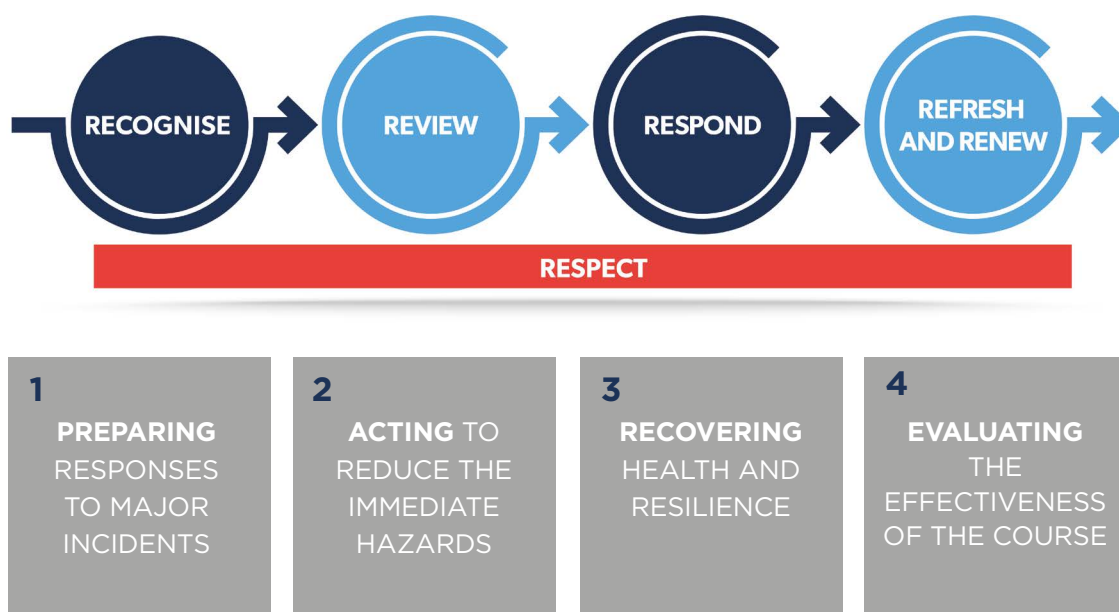 RECOGNISE
REVIEW
RESPOND
REFRESH
AND RENEW
RESPECT
1
PREPARING
RESPONSES
TO MAJOR
INCIDENTS
2
ACTING TO
REDUCE THE
IMMEDIATE
HAZARDS
3
RECOVERING
HEALTH AND
RESILIENCE
4
EVALUATING
THE
EFFECTIVENESS
OF THE COURSE